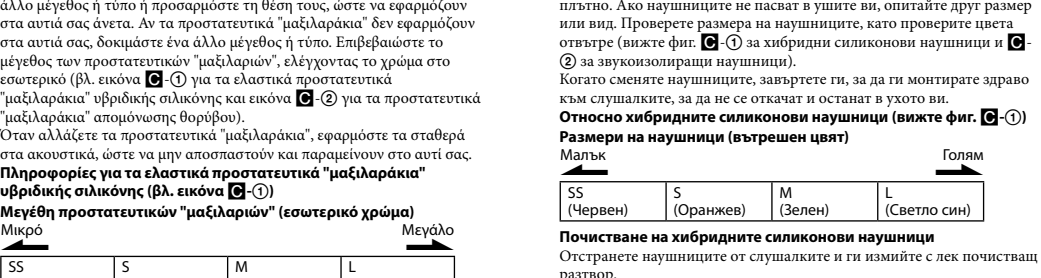 άλλο μέγεθος ή τύπο ή προσαρμόστε τη θέση τους, ώστε να εφαρμόζουν
στα αυτιά σας άνετα. Αν τα προστατευτικά "μαξιλαράκια" δεν εφαρμόζουν
στα αυτιά σας, δοκιμάστε ένα άλλο μέγεθος ή τύπο. Επιβεβαιώστε το
μέγεθος των προστατευτικών "μαξιλαριών", ελέγχοντας το χρώμα στο
εσωτερικό (βλ. εικόνα C-① για τα ελαστικά προστατευτικά
"μαξιλαράκια" υβριδικής σιλικόνης και εικόνα C-② για τα προστατευτικά
"μαξιλαράκια" απομόνωσης θορύβου).
Όταν αλλάζετε τα προστατευτικά "μαξιλαράκια", εφαρμόστε τα σταθερά
στα ακουστικά, ώστε να μην αποσπαστούν και παραμείνουν στο αυτί σας.
Πληροφορίες για τα ελαστικά προστατευτικά "μαξιλαράκια"
υβριδικής σιλικόνης (βλ. εικόνα C-①)
Μεγέθη προστατευτικών "μαξιλαριών" (εσωτερικό χρώμα)
Μικρό Μεγάλο
SS S M L
плътно. Ако наушниците не пасват в ушите ви, опитайте друг размер
или вид. Проверете размера на наушниците, като проверите цвета
отвътре (вижте фиг. C-① за хибридни силиконови наушници и C-
② за звукоизолиращи наушници).
Когато сменяте наушниците, завъртете ги, за да ги монтирате здраво
към слушалките, за да не се откачат и останат в ухото ви.
Относно хибридните силиконови наушници (вижте фиг. C-①)
Размери на наушници (вътрешен цвят)
Малък Голям
SS S M L
(Червен) (Оранжев) (Зелен) (Светло син)
Почистване на хибридните силиконови наушници
Отстранете наушниците от слушалките и ги измийте с лек почистващ
разтвор.